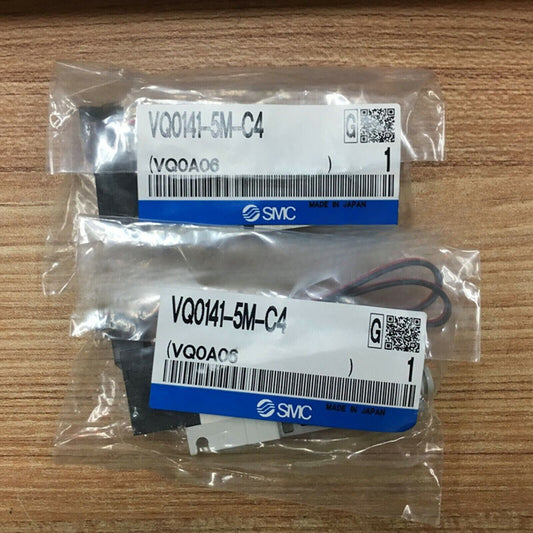 VQ0141-5M-C4
G
(VQ0A06 )
1
SMC
MADE IN JAPAN
VQ0141-5M-C4
G
(VQ0A06 )
1
SMC
MADE IN JAPAN